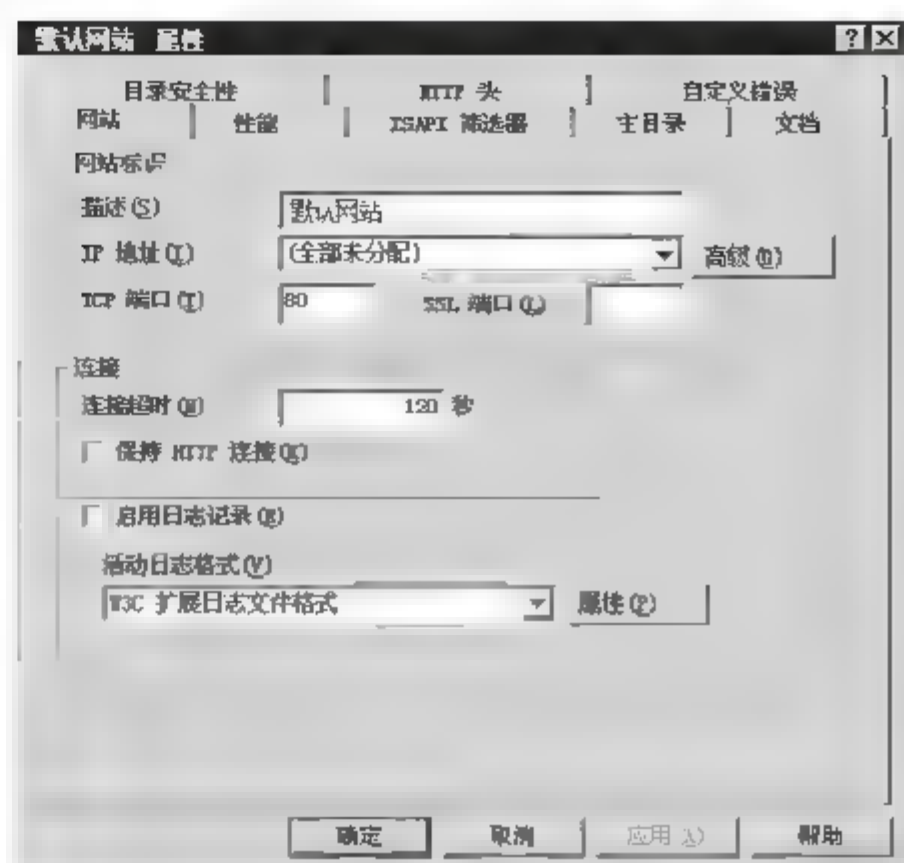 默认网站 属性
目录安全性 HTTP 头 自定义错误
网站 性能 ISAPI 筛选器 主目录 文档
网站标识
描述(S) 默认网站
IP 地址(I) (全部未分配) 高级(D)
TCP 端口(T) 80 SSL 端口(L)
连接
连接超时(N) 120 秒
保持 HTTP 连接(K)
启用日志记录(E)
活动日志格式(V)
W3C 扩展日志文件格式 属性(P)
确定 取消 应用(A) 帮助